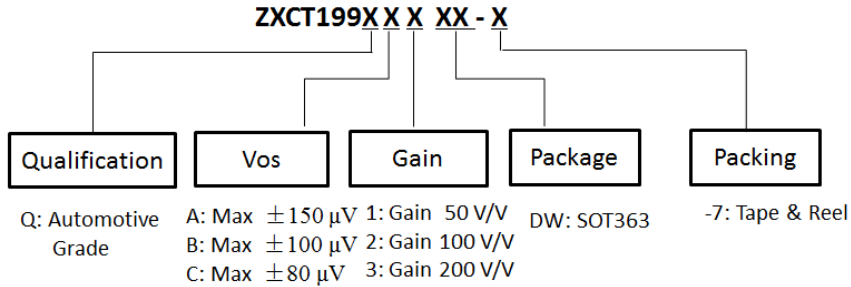 ZXCT199X X X XX - X
Qualification
Vos
Gain
Package
Packing
Q: Automotive
Grade
A: Max ±150 µV
B: Max ±100 µV
C: Max ±80 µV
1: Gain 50 V/V
2: Gain 100 V/V
3: Gain 200 V/V
DW: SOT363
-7: Tape & Reel